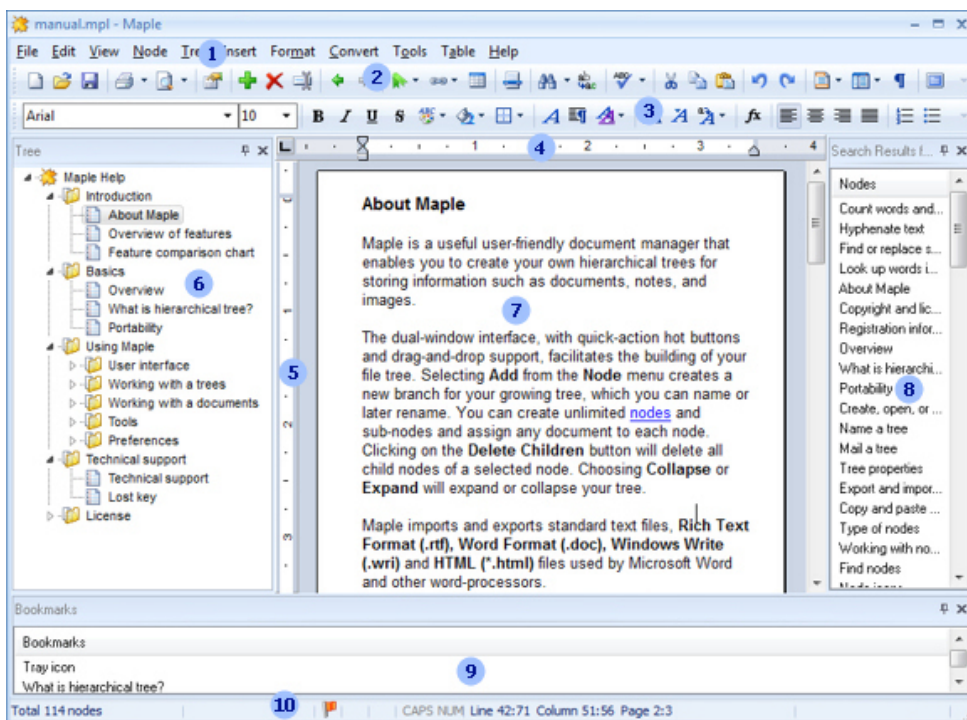 manual.mpl - Maple
File Edit View Node Tree Insert Format Convert Tools Table Help
1
2
Arial 10 B I U S fx
3
Tree
1 2 3 4
4
Search Results f...
Maple Help
Introduction
About Maple
Overview of features
Feature comparison chart
Basics
Overview
What is hierarchical tree?
Portability
Using Maple
User interface
Working with a trees
Working with a documents
Tools
Preferences
Technical support
Technical support
Lost key
License
6
5
1
2
3
About Maple
Maple is a useful user-friendly document manager that
enables you to create your own hierarchical trees for
storing information such as documents, notes, and
images.
7
The dual-window interface, with quick-action hot buttons
and drag-and-drop support, facilitates the building of your
file tree. Selecting Add from the Node menu creates a
new branch for your growing tree, which you can name or
later rename. You can create unlimited nodes and
sub-nodes and assign any document to each node.
Clicking on the Delete Children button will delete all
child nodes of a selected node. Choosing Collapse or
Expand will expand or collapse your tree.
Maple imports and exports standard text files, Rich Text
Format (.rtf), Word Format (.doc), Windows Write
(.wri) and HTML (*.html) files used by Microsoft Word
and other word-processors.
Nodes
Count words and...
Hyphenate text
Find or replace s...
Look up words i...
About Maple
Copyright and lic...
Registration infor...
Overview
What is hierarchi...
Portability
8
Create, open, or ...
Name a tree
Mail a tree
Tree properties
Export and impor...
Copy and paste ...
Type of nodes
Working with no...
Find nodes
Bookmarks
Bookmarks
Tray icon
What is hierarchical tree?
9
Total 114 nodes
10
CAPS NUM Line 42:71 Column 51:56 Page 2:3